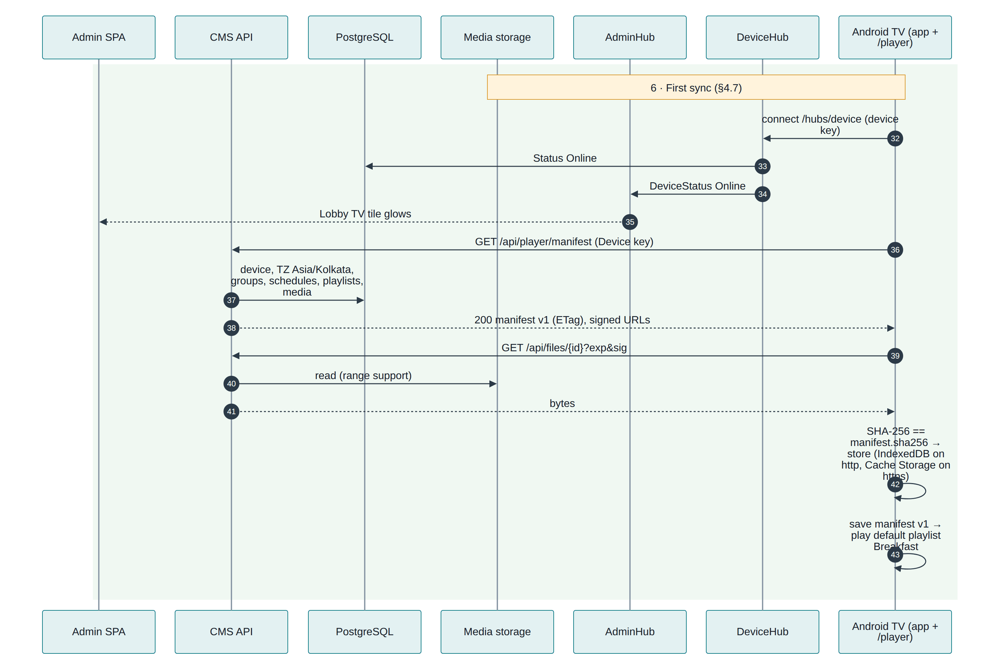 Admin SPA
CMS API
PostgreSQL
Media storage
AdminHub
DeviceHub
Android TV (app +
/player)
6 · First sync (§4.7)
connect /hubs/device (device
key)
32
Status Online
33
DeviceStatus Online
34
Lobby TV tile glows
35
GET /api/player/manifest (Device key)
36
device, TZ Asia/Kolkata,
groups, schedules, playlists,
media
37
200 manifest v1 (ETag), signed URLs
38
GET /api/files/{id}?exp&sig
39
read (range support)
40
bytes
41
SHA-256 ==
manifest.sha256 →
store (IndexedDB on
http, Cache Storage on
https)
42
save manifest v1 →
play default playlist
Breakfast
43
Admin SPA
CMS API
PostgreSQL
Media storage
AdminHub
DeviceHub
Android TV (app +
/player)